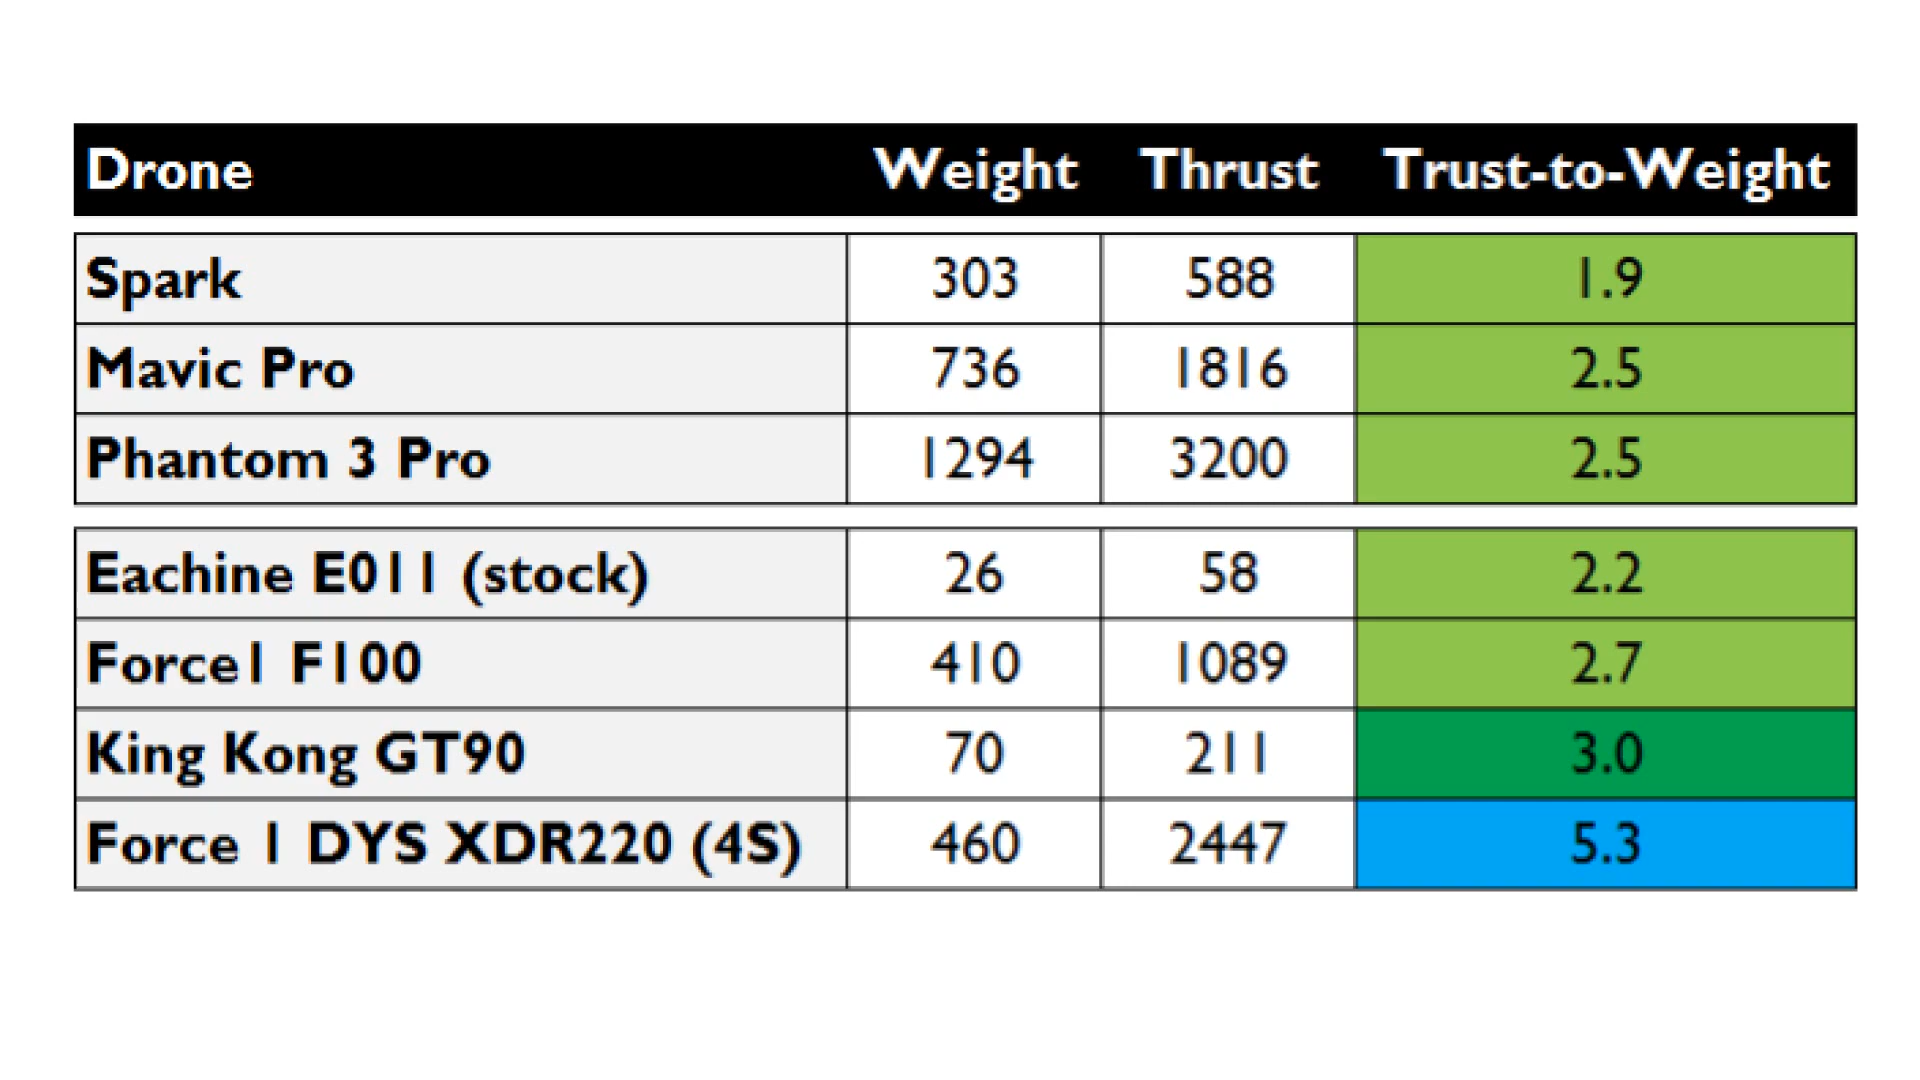 Drone Weight Thrust Trust-to-Weight
Spark 303 588 1.9
Mavic Pro 736 1816 2.5
Phantom 3 Pro 1294 3200 2.5
Eachine E011 (stock) 26 58 2.2
Force1 F100 410 1089 2.7
King Kong GT90 70 211 3.0
Force 1 DYS XDR220 (4S) 460 2447 5.3